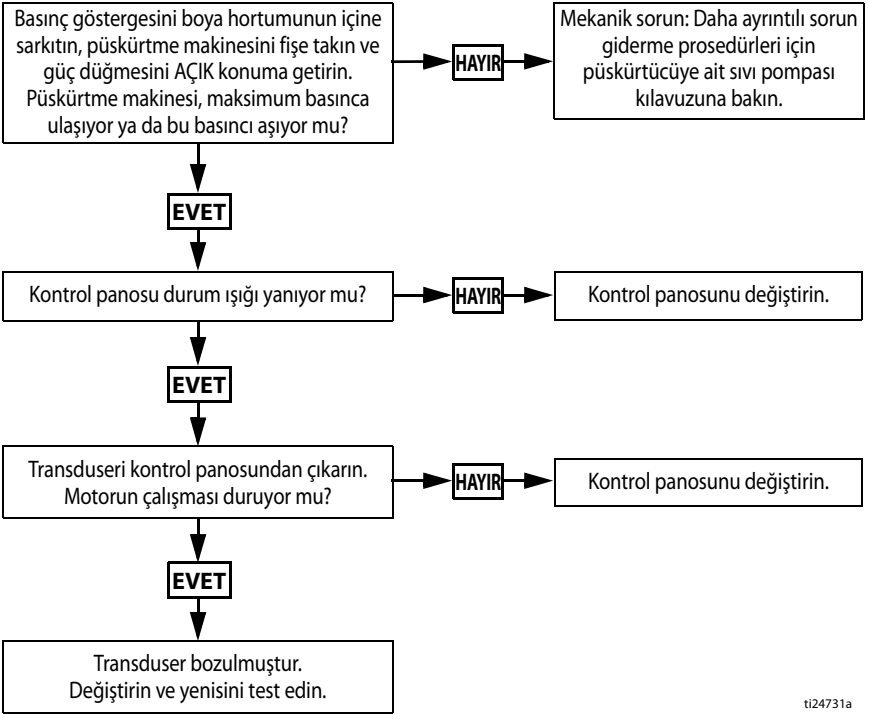 Basınç göstergesini boya hortumunun içine
sarkıtın, püskürtme makinesini fişe takın ve
güç düğmesini AÇIK konuma getirin.
Püskürtme makinesi, maksimum basınca
ulaşıyor ya da bu basıncı aşıyor mu?
HAYIR
Mekanik sorun: Daha ayrıntılı sorun
giderme prosedürleri için
püskürtücüye ait sıvı pompası
kılavuzuna bakın.
EVET
Kontrol panosu durum ışığı yanıyor mu?
HAYIR
Kontrol panosunu değiştirin.
EVET
Transduseri kontrol panosundan çıkarın.
Motorun çalışması duruyor mu?
HAYIR
Kontrol panosunu değiştirin.
EVET
Transduser bozulmuştur.
Değiştirin ve yenisini test edin.
ti24731a